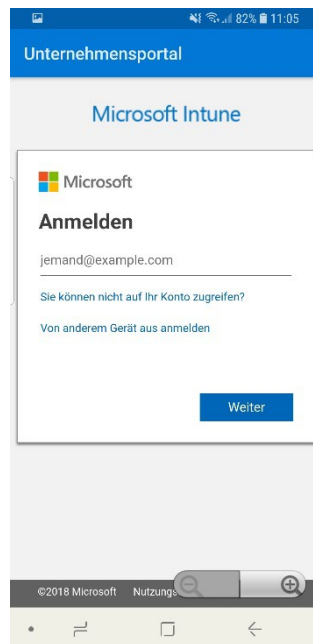 82% 11:05
Unternehmensportal
Microsoft Intune
Microsoft
Anmelden
jemand@example.com
Sie können nicht auf Ihr Konto zugreifen?
Von anderem Gerät aus anmelden
Weiter
©2018 Microsoft